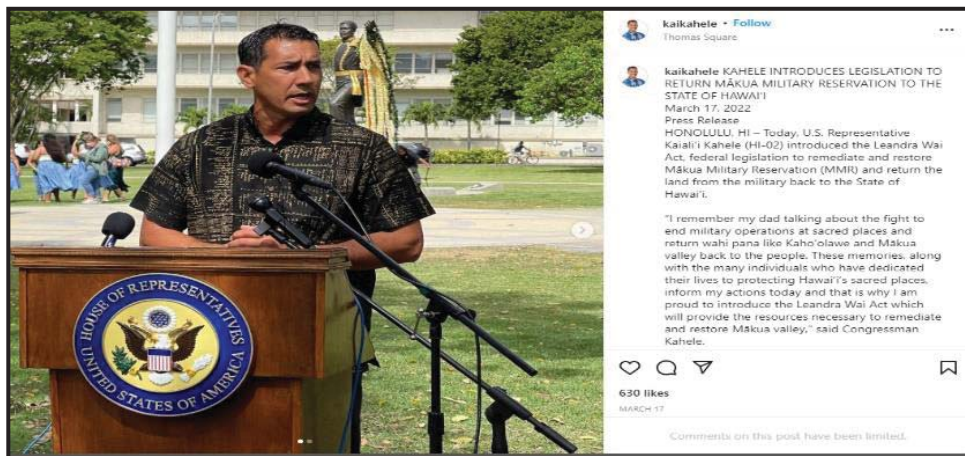 kaikahele • Follow
Thomas Square
kaikahele KAHELE INTRODUCES LEGISLATION TO
RETURN MĀKUA MILITARY RESERVATION TO THE
STATE OF HAWAI'I
March 17, 2022
Press Release
HONOLULU, HI – Today, U.S. Representative
Kaiali'i Kahele (HI-02) introduced the Leandra Wai
Act, federal legislation to remediate and restore
Mākua Military Reservation (MMR) and return the
land from the military back to the State of
Hawai'i.
"I remember my dad talking about the fight to
end military operations at sacred places and
return wahi pana like Kaho'olawe and Mākua
valley back to the people. These memories, along
with the many individuals who have dedicated
their lives to protecting Hawai'i's sacred places,
inform my actions today and that is why I am
proud to introduce the Leandra Wai Act which
will provide the resources necessary to remediate
and restore Mākua valley," said Congressman
Kahele.
630 likes
MARCH 17
Comments on this post have been limited.
HOUSE OF REPRESENTATIVES
UNITED STATES OF AMERICA